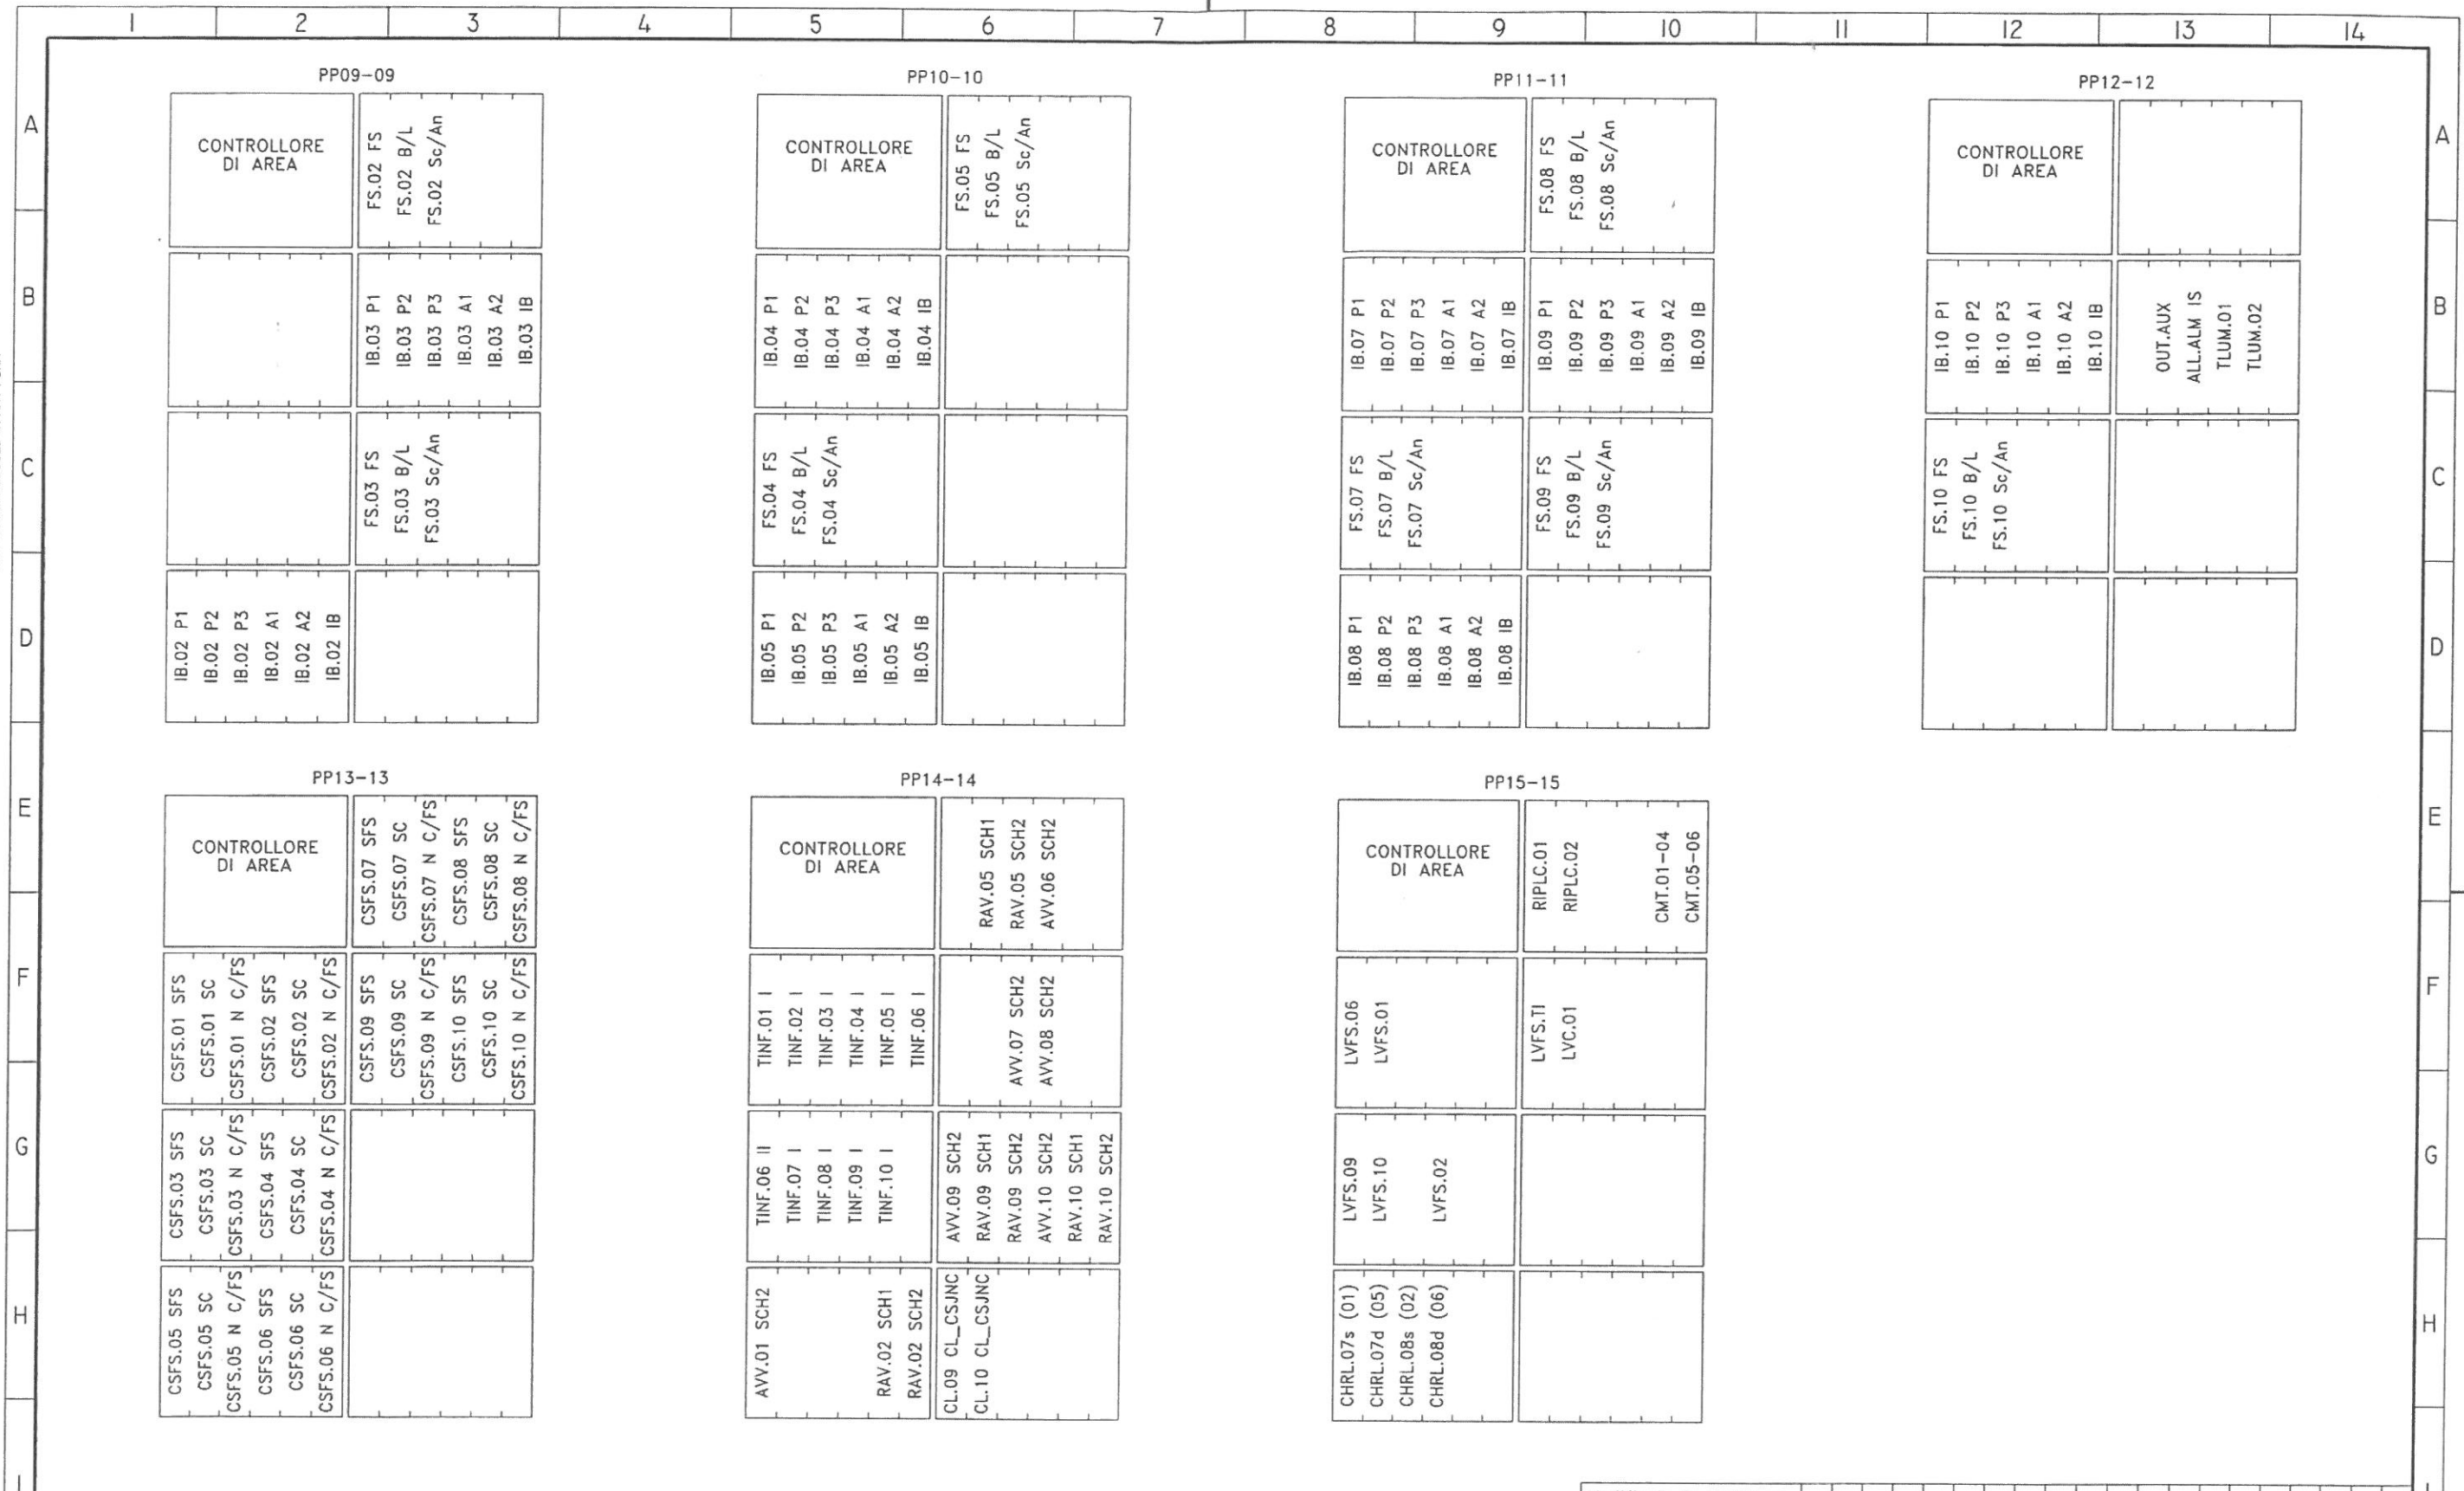 1 2 3 4 5 6 7 8 9 10 11 12 13 14
A
B
C
D
E
F
G
H
I
PP09-09
CONTROLLORE
DI AREA
FS.02 FS
FS.02 B/L
FS.02 Sc/An
IB.03 P1
IB.03 P2
IB.03 P3
IB.03 A1
IB.03 A2
IB.03 IB
FS.03 FS
FS.03 B/L
FS.03 Sc/An
IB.02 P1
IB.02 P2
IB.02 P3
IB.02 A1
IB.02 A2
IB.02 IB
PP10-10
CONTROLLORE
DI AREA
FS.05 FS
FS.05 B/L
FS.05 Sc/An
IB.04 P1
IB.04 P2
IB.04 P3
IB.04 A1
IB.04 A2
IB.04 IB
FS.04 FS
FS.04 B/L
FS.04 Sc/An
IB.05 P1
IB.05 P2
IB.05 P3
IB.05 A1
IB.05 A2
IB.05 IB
PP11-11
CONTROLLORE
DI AREA
FS.08 FS
FS.08 B/L
FS.08 Sc/An
IB.07 P1
IB.07 P2
IB.07 P3
IB.07 A1
IB.07 A2
IB.07 IB
IB.09 P1
IB.09 P2
IB.09 P3
IB.09 A1
IB.09 A2
IB.09 IB
FS.07 FS
FS.07 B/L
FS.07 Sc/An
FS.09 FS
FS.09 B/L
FS.09 Sc/An
IB.08 P1
IB.08 P2
IB.08 P3
IB.08 A1
IB.08 A2
IB.08 IB
PP12-12
CONTROLLORE
DI AREA
IB.10 P1
IB.10 P2
IB.10 P3
IB.10 A1
IB.10 A2
IB.10 IB
OUT.AUX
ALL.ALM IS
TLUM.01
TLUM.02
FS.10 FS
FS.10 B/L
FS.10 Sc/An
PP13-13
CONTROLLORE
DI AREA
CSFS.07 SFS
CSFS.07 SC
CSFS.07 N C/FS
CSFS.08 SFS
CSFS.08 SC
CSFS.08 N C/FS
CSFS.01 SFS
CSFS.01 SC
CSFS.01 N C/FS
CSFS.02 SFS
CSFS.02 SC
CSFS.02 N C/FS
CSFS.09 SFS
CSFS.09 SC
CSFS.09 N C/FS
CSFS.10 SFS
CSFS.10 SC
CSFS.10 N C/FS
CSFS.03 SFS
CSFS.03 SC
CSFS.03 N C/FS
CSFS.04 SFS
CSFS.04 SC
CSFS.04 N C/FS
CSFS.05 SFS
CSFS.05 SC
CSFS.05 N C/FS
CSFS.06 SFS
CSFS.06 SC
CSFS.06 N C/FS
PP14-14
CONTROLLORE
DI AREA
RAV.05 SCH1
RAV.05 SCH2
AVV.06 SCH2
TINF.01 I
TINF.02 I
TINF.03 I
TINF.04 I
TINF.05 I
TINF.06 I
AVV.07 SCH2
AVV.08 SCH2
TINF.06 II
TINF.07 I
TINF.08 I
TINF.09 I
TINF.10 I
AVV.09 SCH2
RAV.09 SCH1
RAV.09 SCH2
AVV.10 SCH2
RAV.10 SCH1
RAV.10 SCH2
AVV.01 SCH2
RAV.02 SCH1
RAV.02 SCH2
CL.09 CL_CSJNC
CL.10 CL_CSJNC
PP15-15
CONTROLLORE
DI AREA
RIPLC.01
RIPLC.02
CMT.01-04
CMT.05-06
LVFS.06
LVFS.01
LVFS.TI
LVC.01
LVFS.09
LVFS.10
LVFS.02
CHRL.07s (01)
CHRL.07d (05)
CHRL.08s (02)
CHRL.08d (06)
A
B
C
D
E
F
G
H